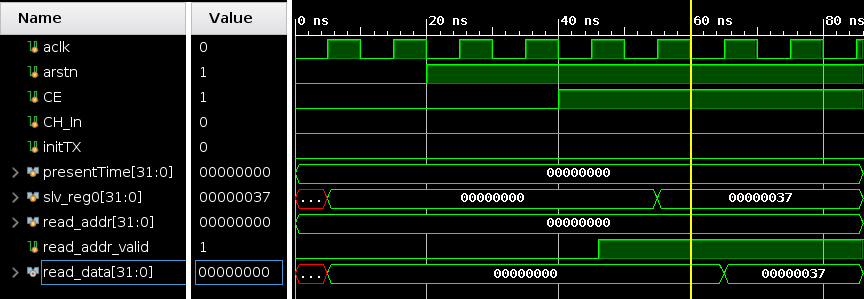 Name Value 0 ns 20 ns 40 ns 60 ns 80 ns
aclk 0
arstn 1
CE 1
CH_In 0
initTX 0
presentTime[31:0] 00000000 00000000
slv_reg0[31:0] 00000037 ... 00000000 00000037
read_addr[31:0] 00000000 00000000
read_addr_valid 1
read_data[31:0] 00000000 ... 00000000 00000037